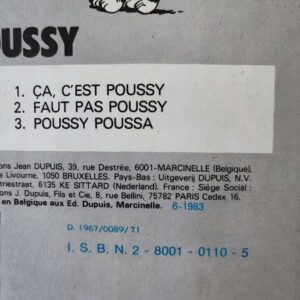 OUSSY
1. ÇA, C'EST POUSSY
2. FAUT PAS POUSSY
3. POUSSY POUSSA
ons Jean DUPUIS, 39, rue Destrée, 6001-MARCINELLE (Belgique),
e Livourne, 1050 BRUXELLES. Pays-Bas : Uitgeverij DUPUIS, N.V.
triestraat, 6135 KE SITTARD (Nederland). France : Siège Social :
ons J. Dupuis, Fils et Cie, 8, rue Bellini, 75782 PARIS Cedex 16.
en Belgique aux Ed. Dupuis, Marcinelle. 6-1983
D. 1967/0089/71
I. S. B. N. 2 - 8001 - 0110 - 5